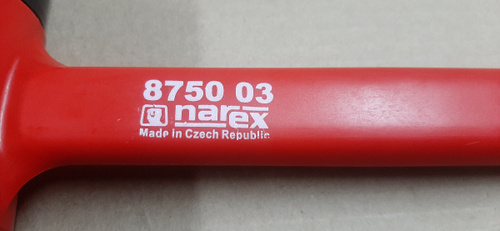 8750 03
narex
Made in Czech Republic